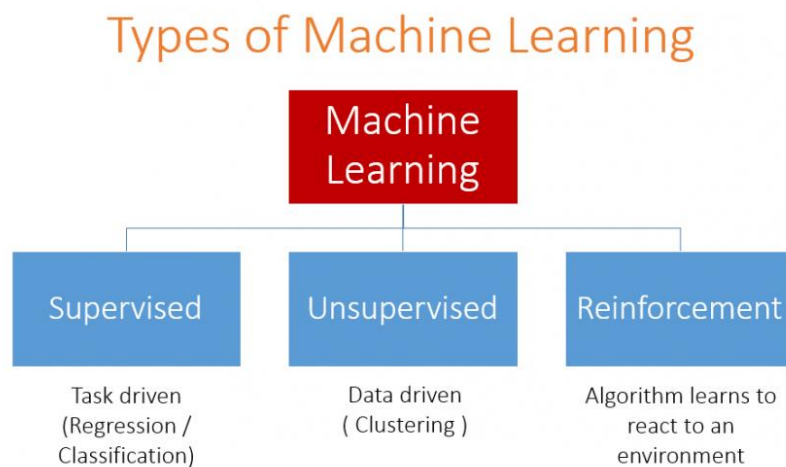 Types of Machine Learning
Machine
Learning
Supervised
Unsupervised
Reinforcement
Task driven
(Regression /
Classification)
Data driven
( Clustering )
Algorithm learns to
react to an
environment